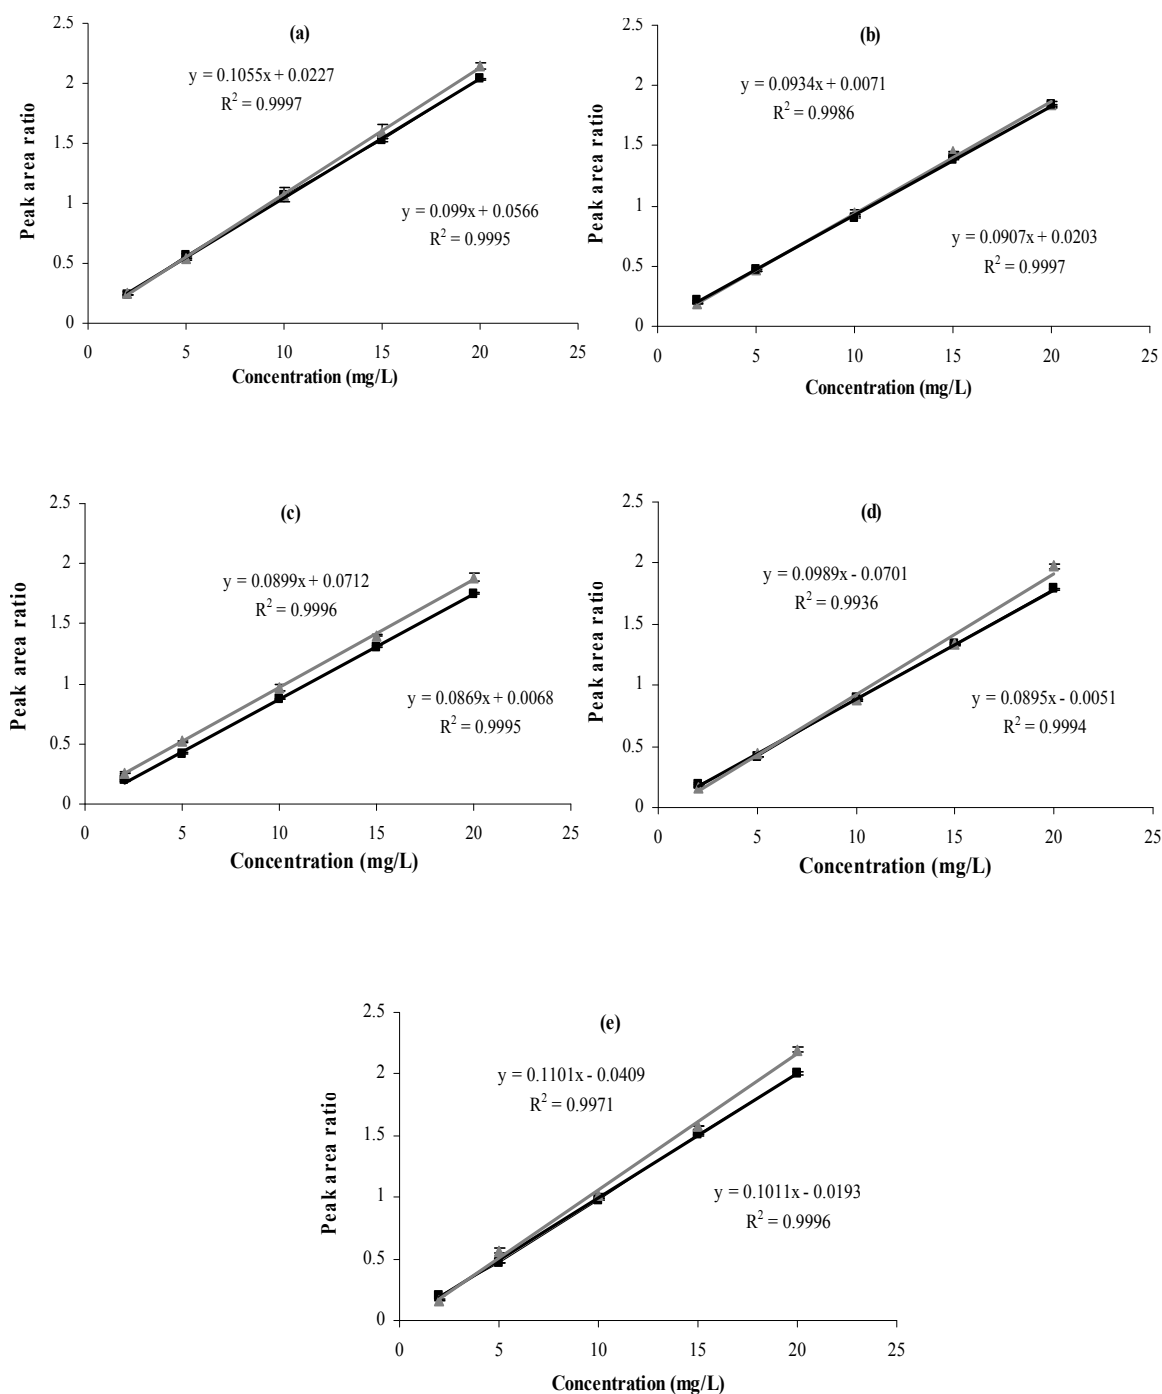 (a)
y = 0.1055x + 0.0227
R² = 0.9997
y = 0.099x + 0.0566
R² = 0.9995
Peak area ratio
2.5
2
1.5
1
0.5
0
0 5 10 15 20 25
Concentration (mg/L)
(b)
y = 0.0934x + 0.0071
R² = 0.9986
y = 0.0907x + 0.0203
R² = 0.9997
Peak area ratio
2.5
2
1.5
1
0.5
0
0 5 10 15 20 25
Concentration (mg/L)
(c)
y = 0.0899x + 0.0712
R² = 0.9996
y = 0.0869x + 0.0068
R² = 0.9995
Peak area ratio
2.5
2
1.5
1
0.5
0
0 5 10 15 20 25
Concentration (mg/L)
(d)
y = 0.0989x - 0.0701
R² = 0.9936
y = 0.0895x - 0.0051
R² = 0.9994
Peak area ratio
2.5
2
1.5
1
0.5
0
0 5 10 15 20 25
Concentration (mg/L)
(e)
y = 0.1101x - 0.0409
R² = 0.9971
y = 0.1011x - 0.0193
R² = 0.9996
Peak area ratio
2.5
2
1.5
1
0.5
0
0 5 10 15 20 25
Concentration (mg/L)